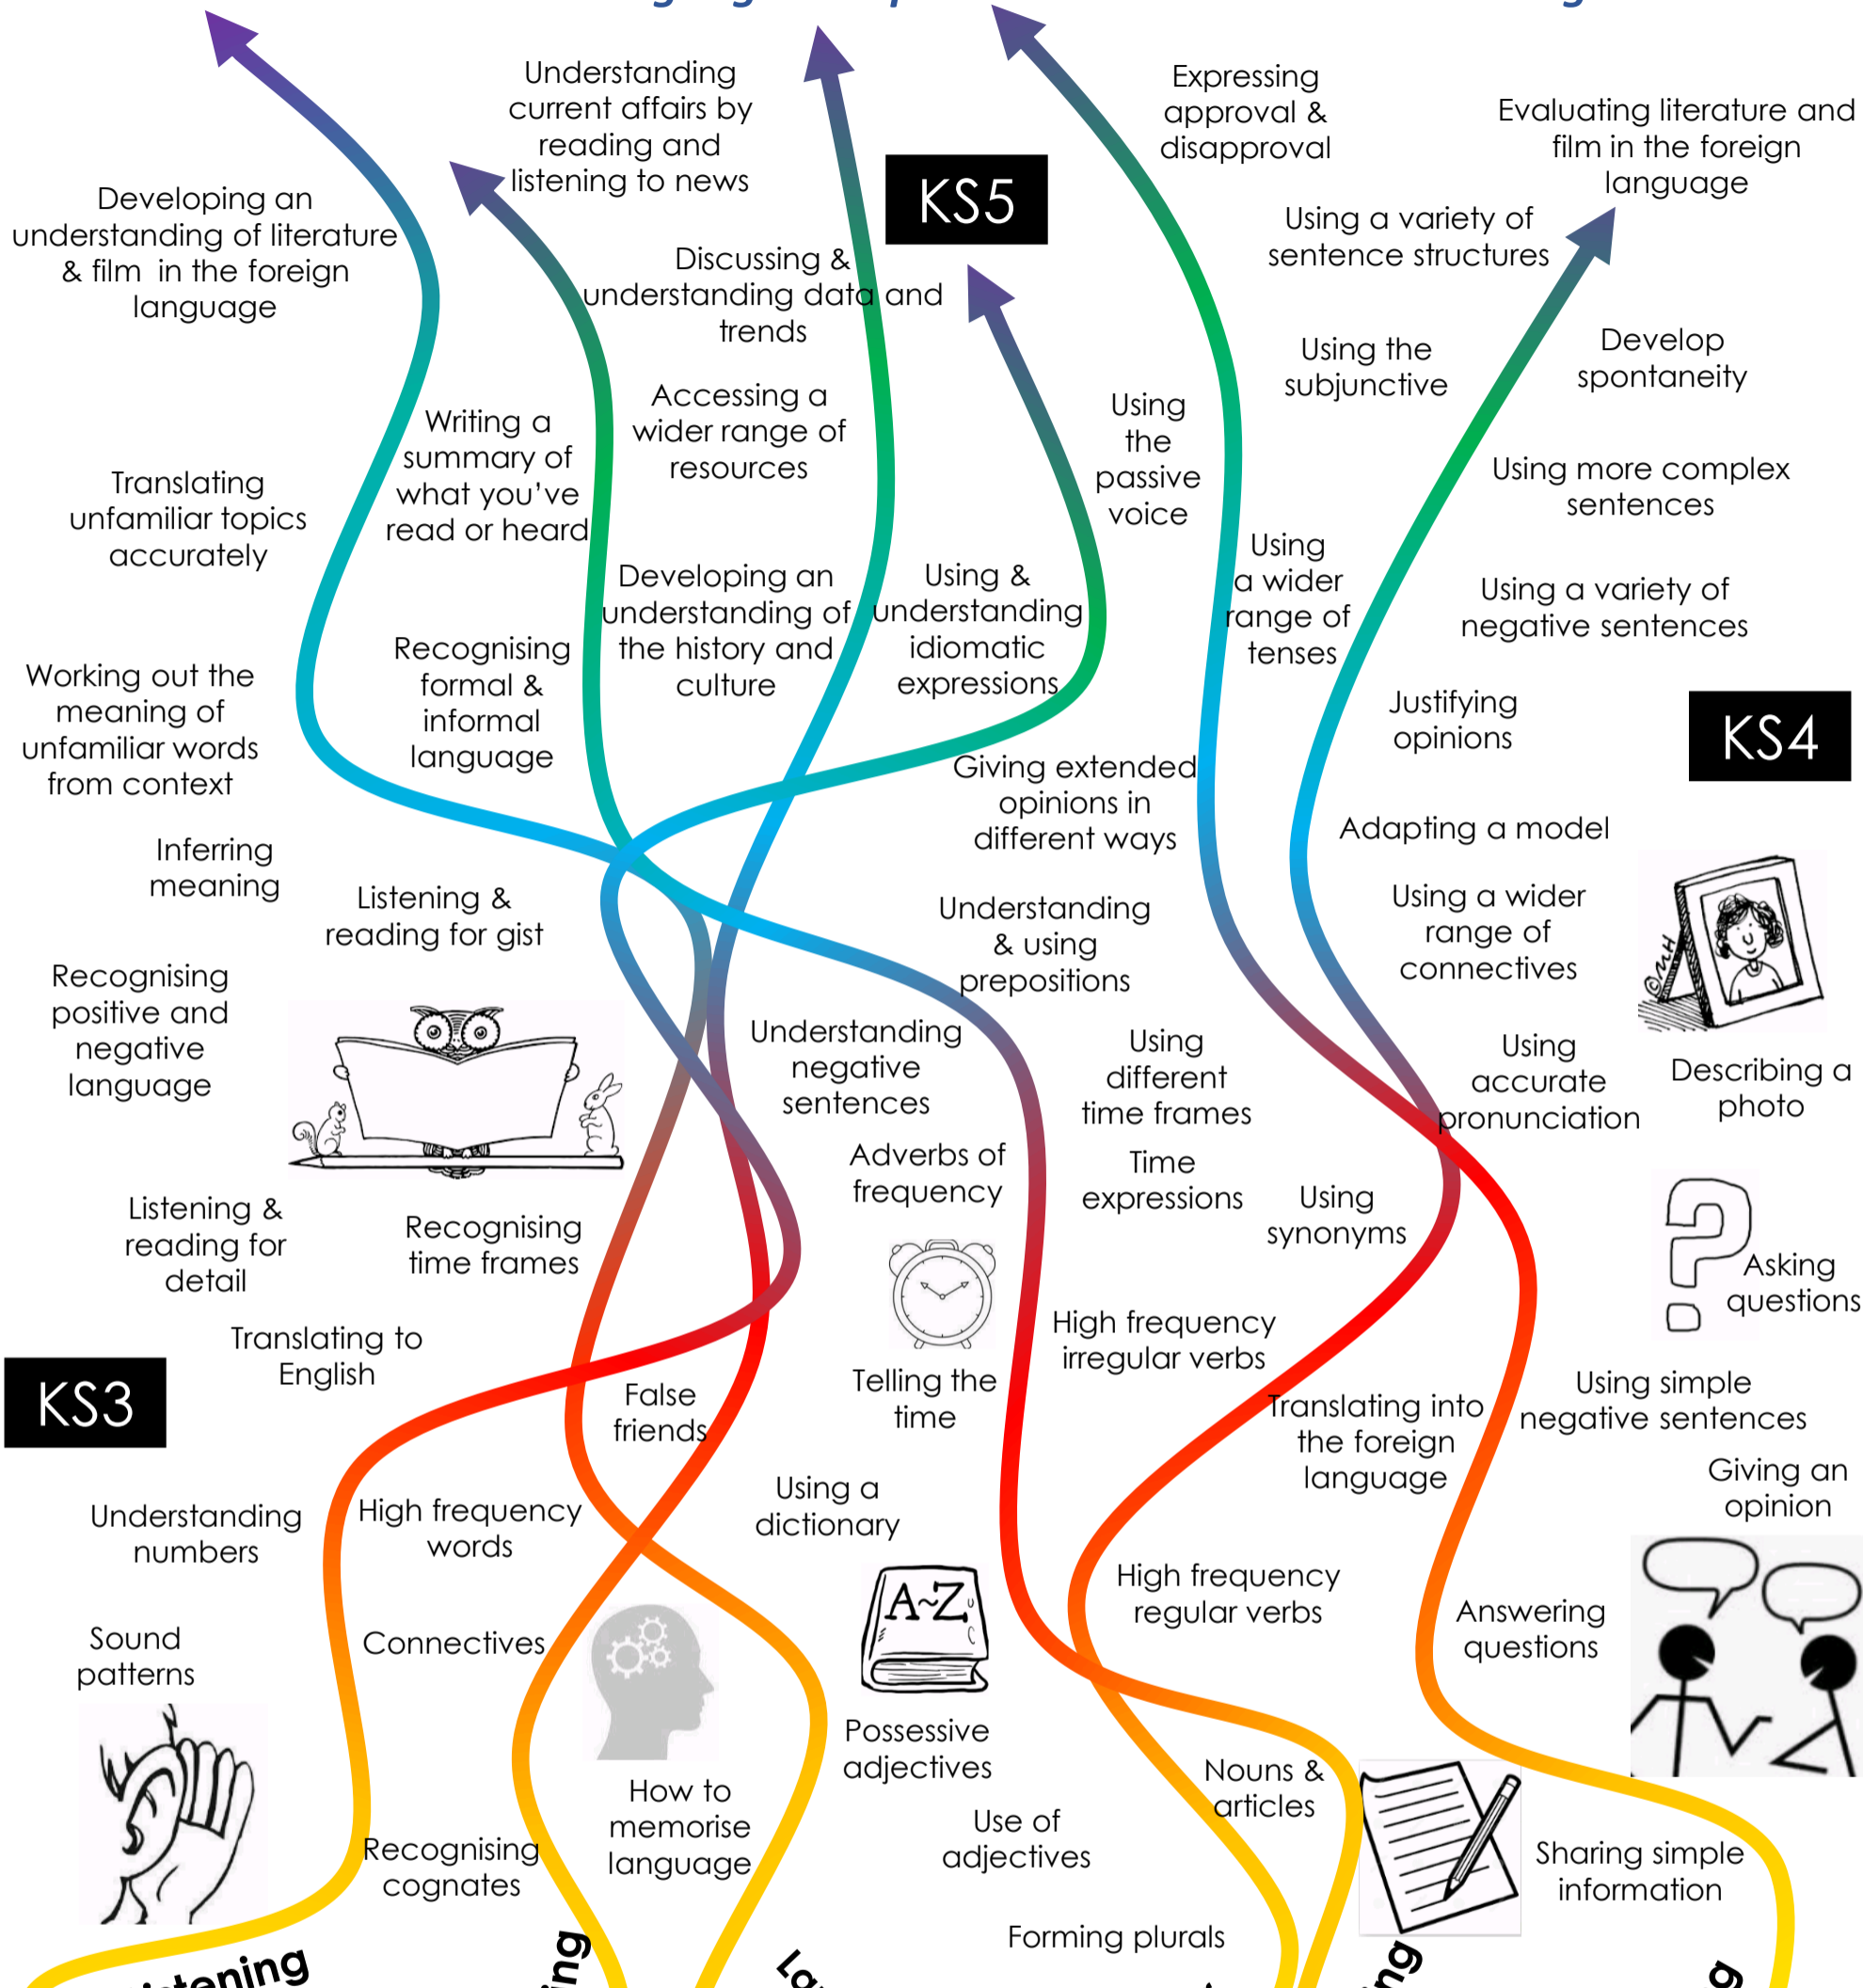 Understanding
current affairs by
reading and
listening to news
Expressing
approval &
disapproval
Evaluating literature and
film in the foreign
language
KS5
Developing an
understanding of literature
& film in the foreign
language
Using a variety of
sentence structures
Discussing &
understanding data and
trends
Using the
subjunctive
Develop
spontaneity
Accessing a
wider range of
resources
Using
the
passive
voice
Writing a
summary of
what you've
read or heard
Translating
unfamiliar topics
accurately
Using more complex
sentences
Using
a wider
range of
tenses
Developing an
understanding of
the history and
culture
Using &
understanding
idiomatic
expressions
Using a variety of
negative sentences
Recognising
formal &
informal
language
Working out the
meaning of
unfamiliar words
from context
Justifying
opinions
KS4
Giving extended
opinions in
different ways
Adapting a model
Inferring
meaning
Listening &
reading for gist
Using a wider
range of
connectives
©MH
Understanding
& using
prepositions
Recognising
positive and
negative
language
Understanding
negative
sentences
Using
different
time frames
Using
accurate
pronunciation
Describing a
photo
Adverbs of
frequency
Time
expressions
Using
synonyms
Listening &
reading for
detail
Recognising
time frames
?
Asking
questions
High frequency
irregular verbs
Translating to
English
KS3
False
friends
Telling the
time
Using simple
negative sentences
Translating into
the foreign
language
Giving an
opinion
Using a
dictionary
Understanding
numbers
High frequency
words
High frequency
regular verbs
A~Z
Answering
questions
Sound
patterns
Connectives
Possessive
adjectives
Nouns &
articles
How to
memorise
language
Use of
adjectives
Recognising
cognates
Sharing simple
information
Forming plurals